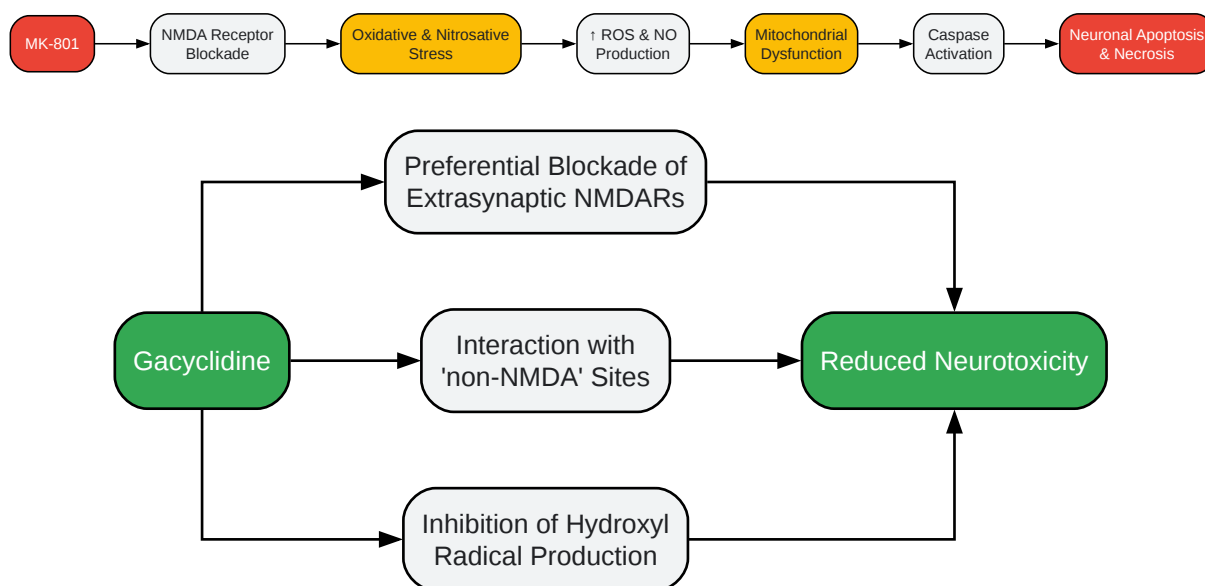 MK-801
NMDA Receptor
Blockade
Oxidative & Nitrosative
Stress
↑ ROS & NO
Production
Mitochondrial
Dysfunction
Caspase
Activation
Neuronal Apoptosis
& Necrosis
Preferential Blockade of
Extrasynaptic NMDARs
Gacyclidine
Interaction with
'non-NMDA' Sites
Reduced Neurotoxicity
Inhibition of Hydroxyl
Radical Production